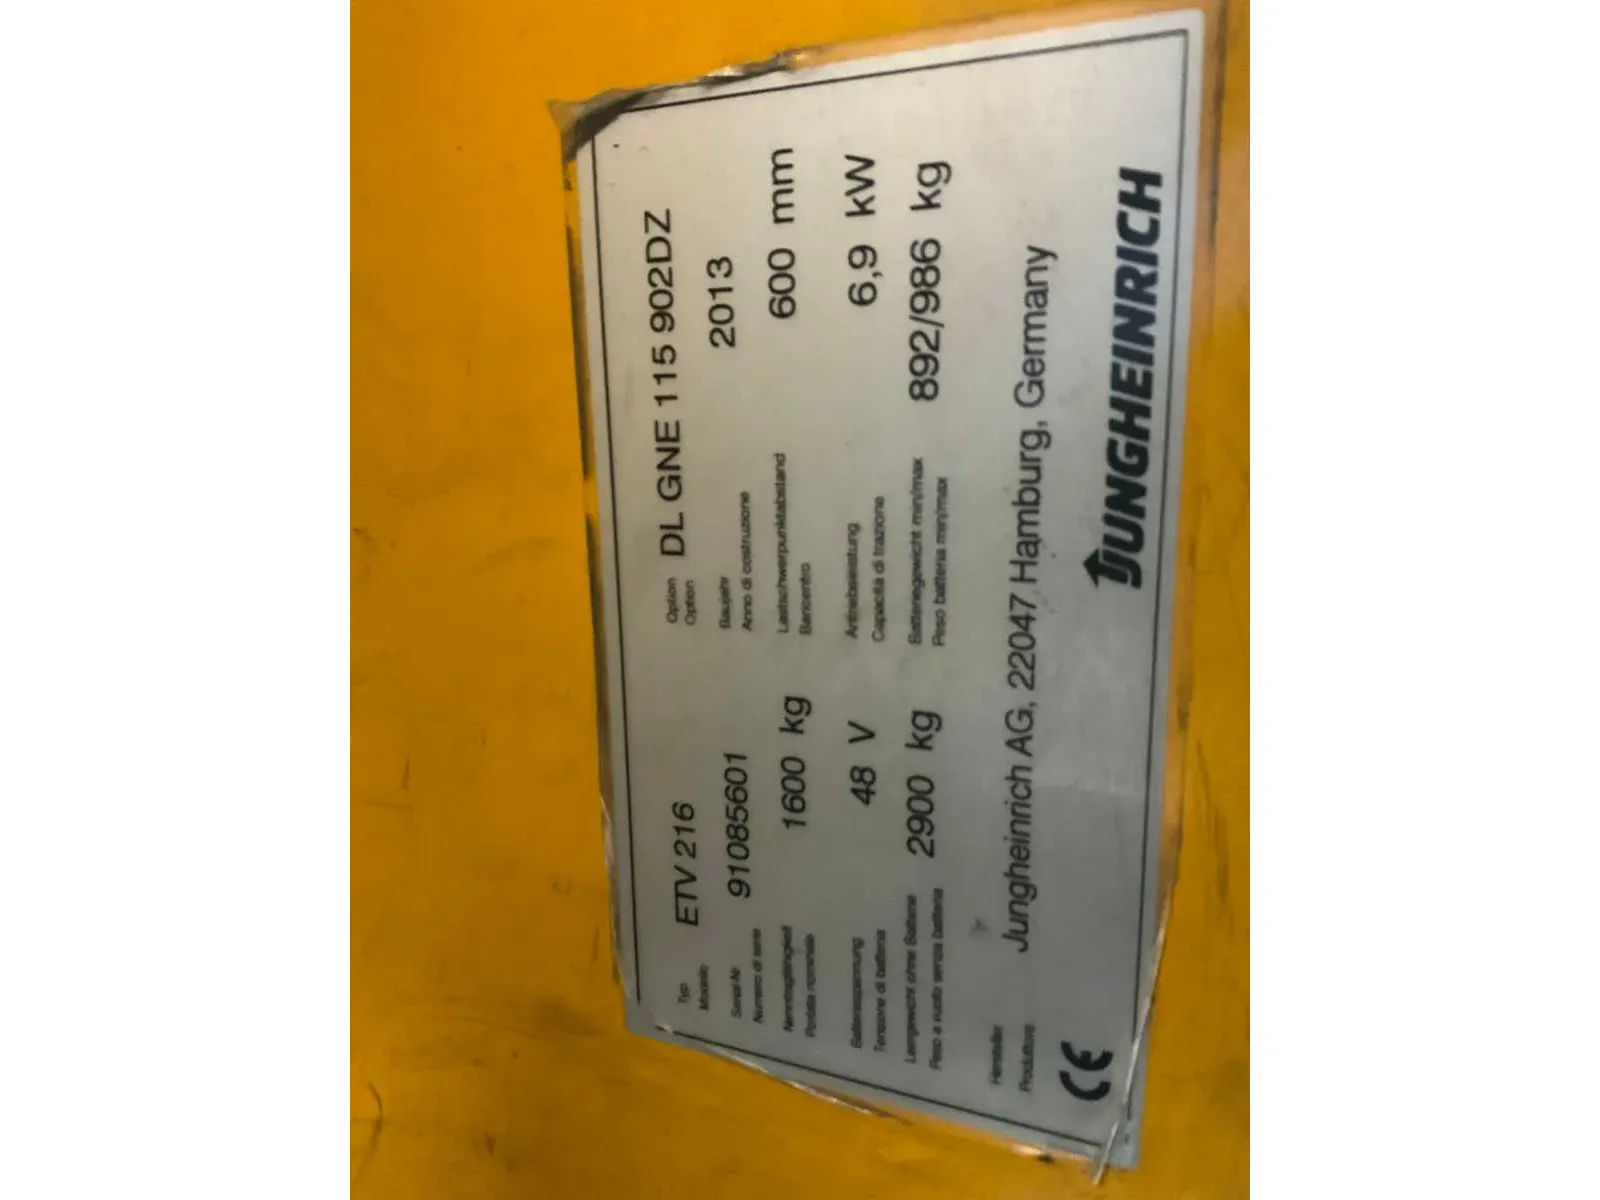 Typ ETV 216 Option DL GNE 115 902DZ
Modello Option
Serial-Nr. 91085601 Baujahr 2013
Numero di serie Anno di costruzione
Nenntragfähigkeit 1600 kg Lastschwerpunktabstand 600 mm
Portata nominale Baricentro
Batteriespannung 48 V Antriebsleistung 6,9 kW
Tensione di batteria Capacità di trazione
Leergewicht ohne Batterie 2900 kg Batteriegewicht min/max 892/986 kg
Peso a vuoto senza batteria Peso batteria min/max
Hersteller Jungheinrich AG, 22047 Hamburg, Germany
Produttore
CE JUNGHEINRICH